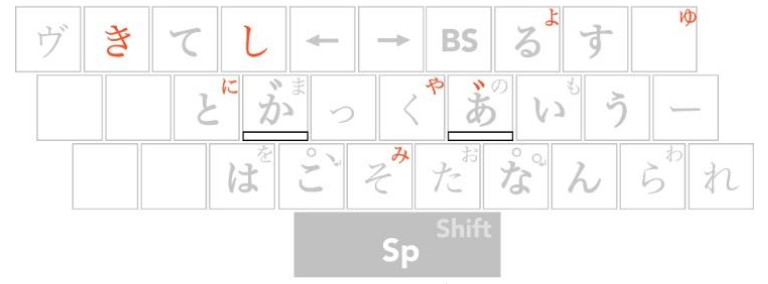 ヴ き て し ← → BS る よ す ゆ
と に が ま っ く や あ゛ の い も う ー
は を こ゜、 そ み た お な゜。 ん ら わ れ
Sp Shift